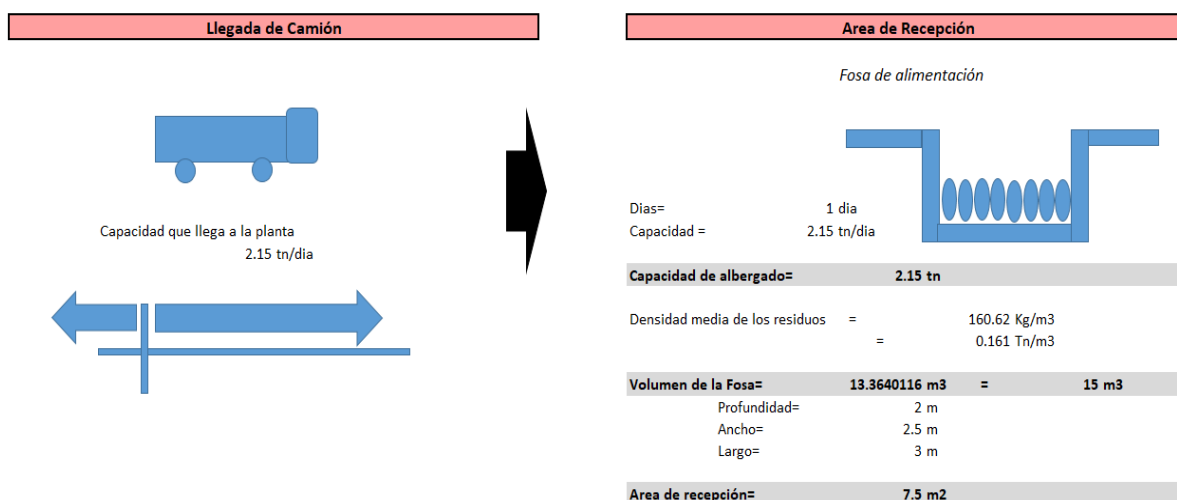 Llegada de Camión
Capacidad que llega a la planta
2.15 tn/dia
Area de Recepción
Fosa de alimentación
Dias= 1 dia
Capacidad = 2.15 tn/dia
Capacidad de albergado= 2.15 tn
Densidad media de los residuos = 160.62 Kg/m3
= 0.161 Tn/m3
Volumen de la Fosa= 13.3640116 m3 = 15 m3
Profundidad= 2 m
Ancho= 2.5 m
Largo= 3 m
Area de recepción= 7.5 m2